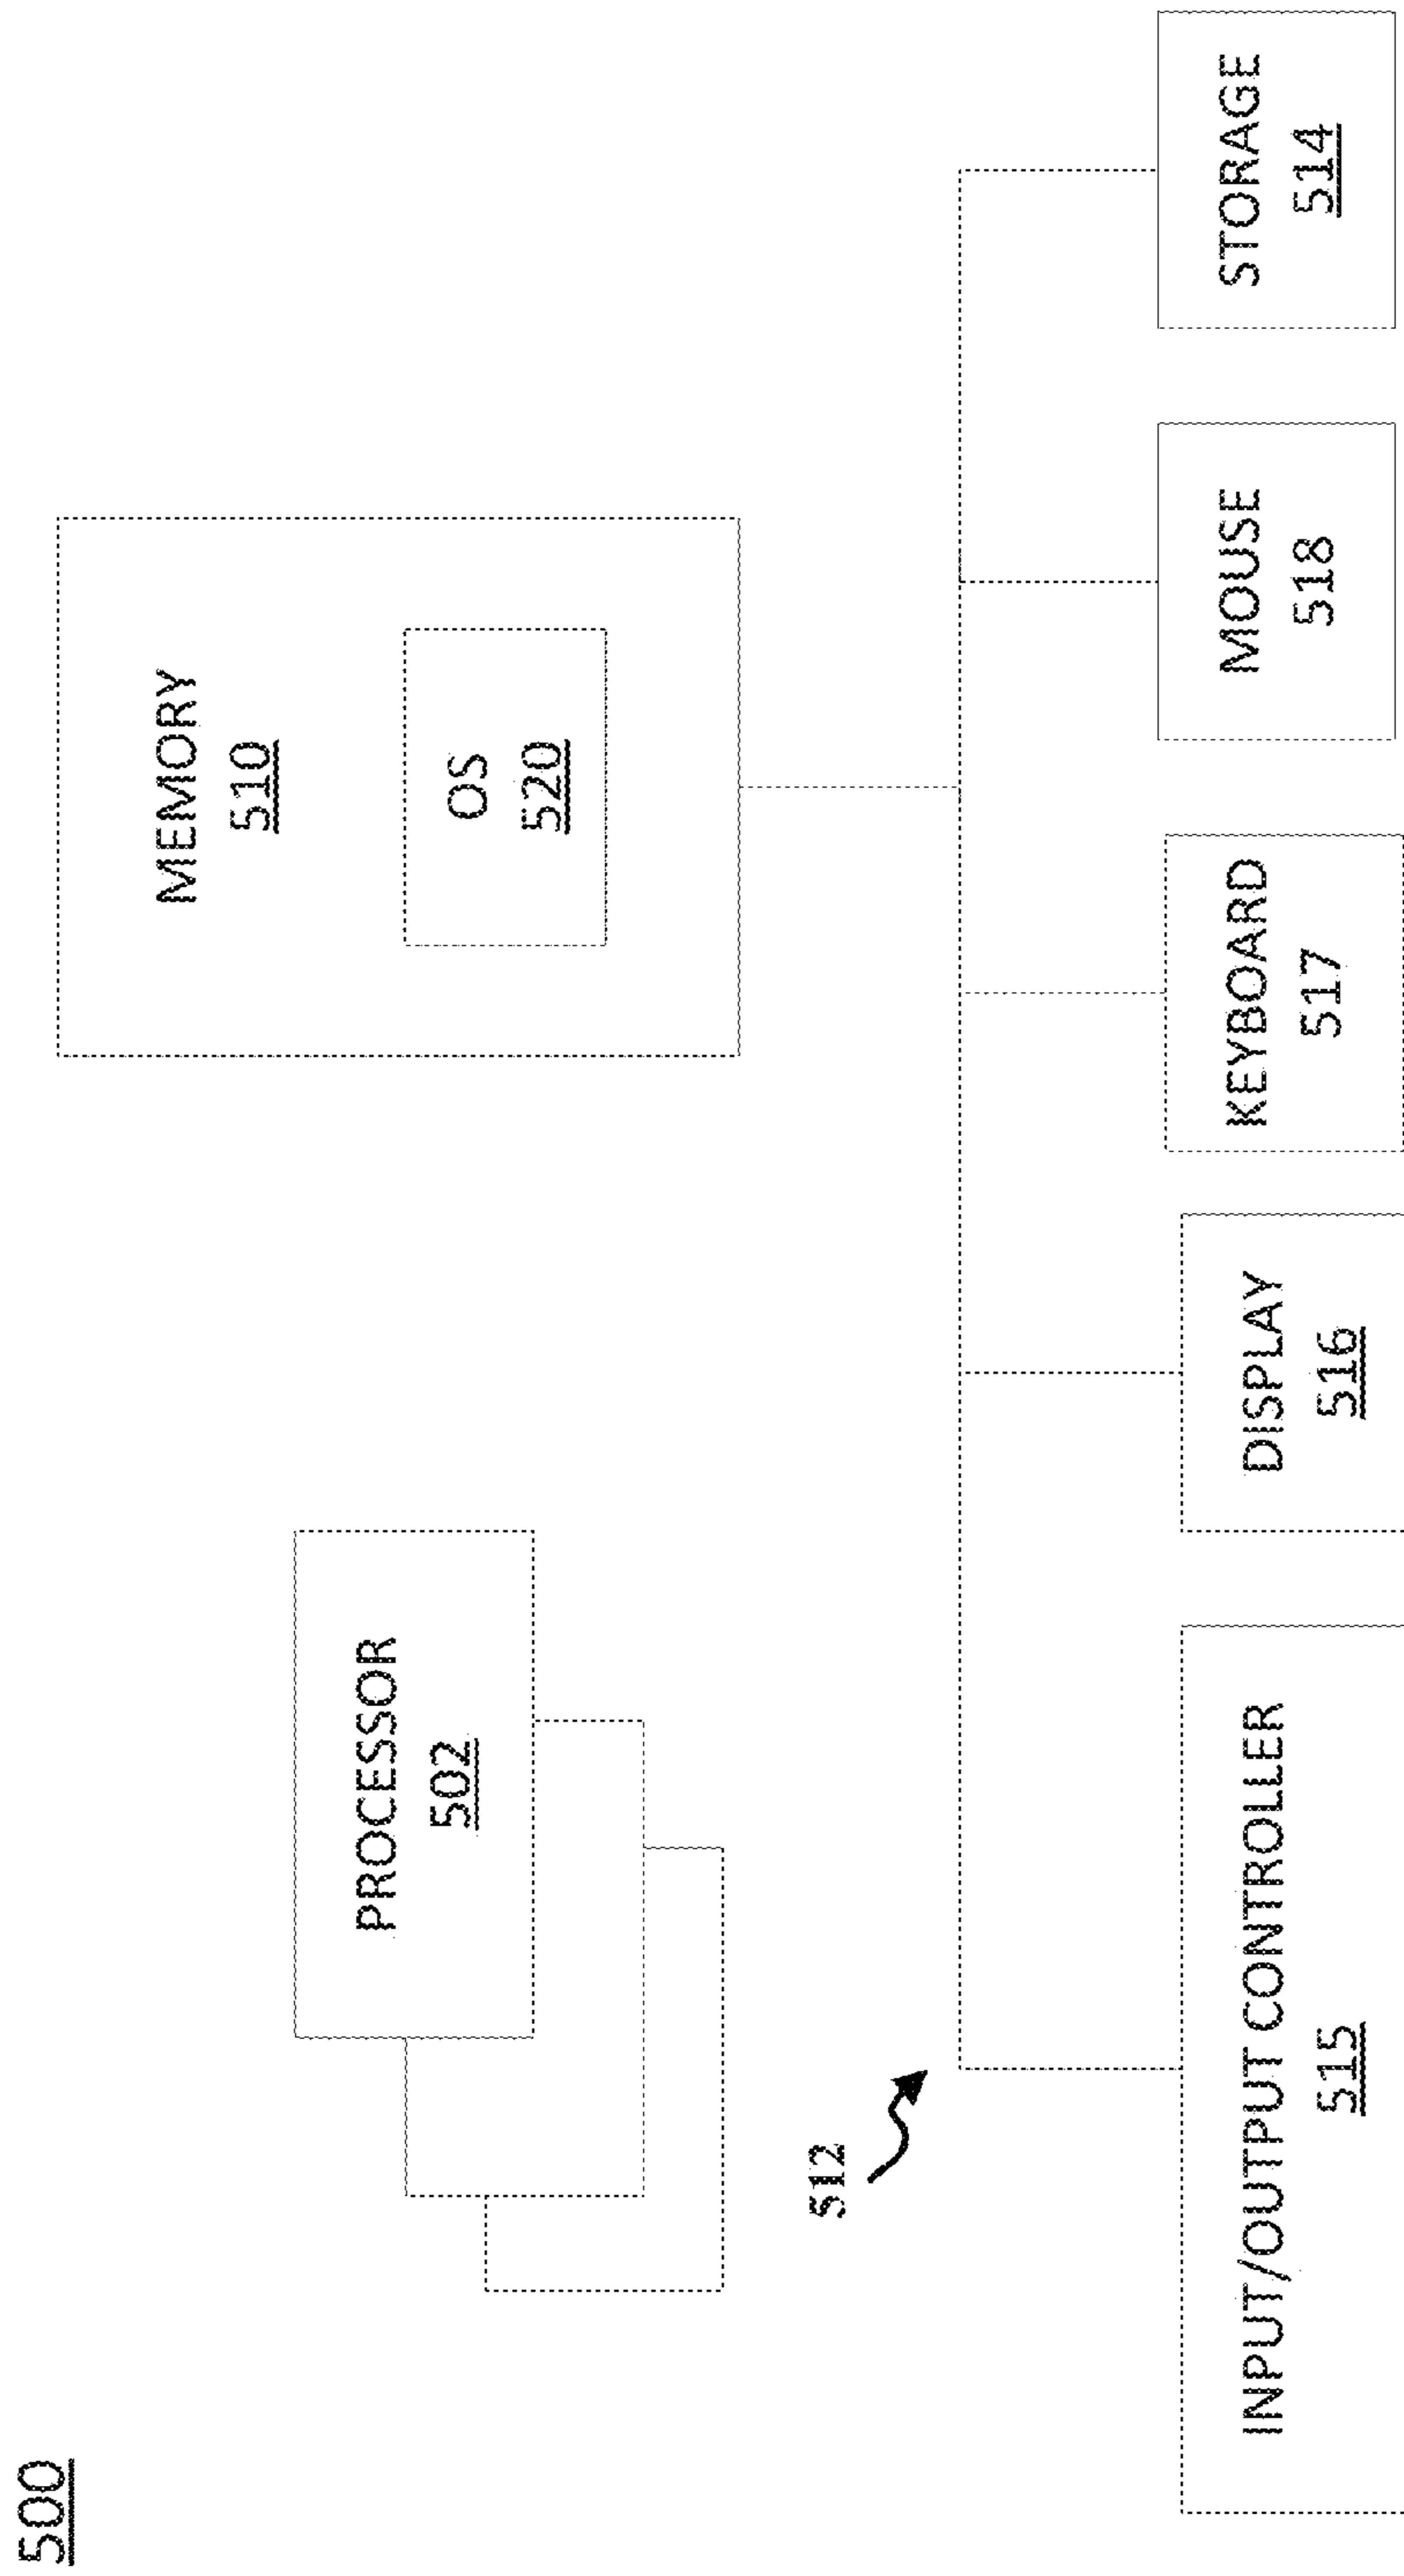 500
PROCESSOR
502
MEMORY
510
OS
520
512
INPUT/OUTPUT CONTROLLER
515
DISPLAY
516
KEYBOARD
517
MOUSE
518
STORAGE
514